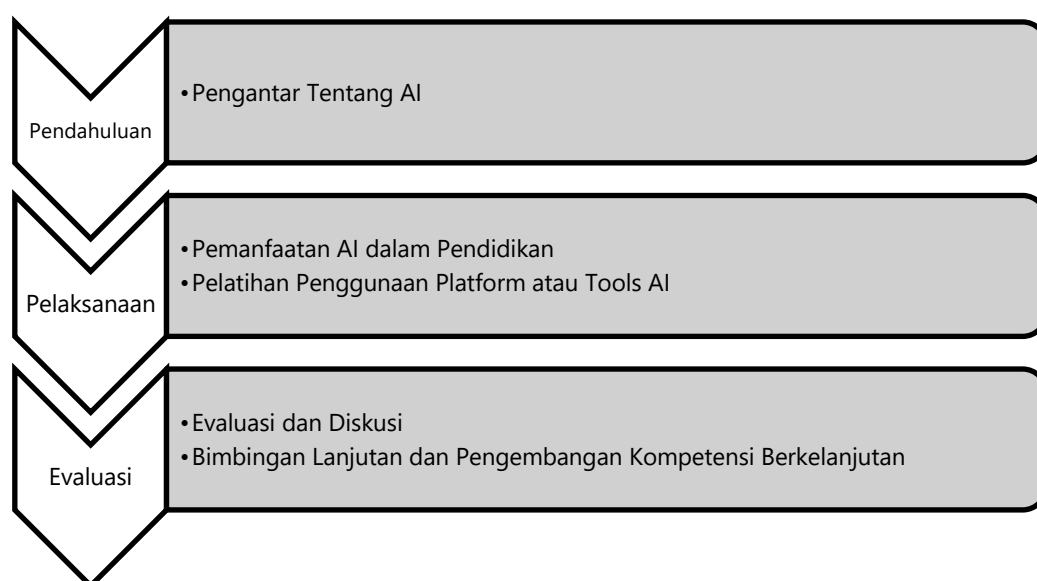 Pendahuluan
•Pengantar Tentang AI
Pelaksanaan
•Pemanfaatan AI dalam Pendidikan
•Pelatihan Penggunaan Platform atau Tools AI
Evaluasi
•Evaluasi dan Diskusi
•Bimbingan Lanjutan dan Pengembangan Kompetensi Berkelanjutan